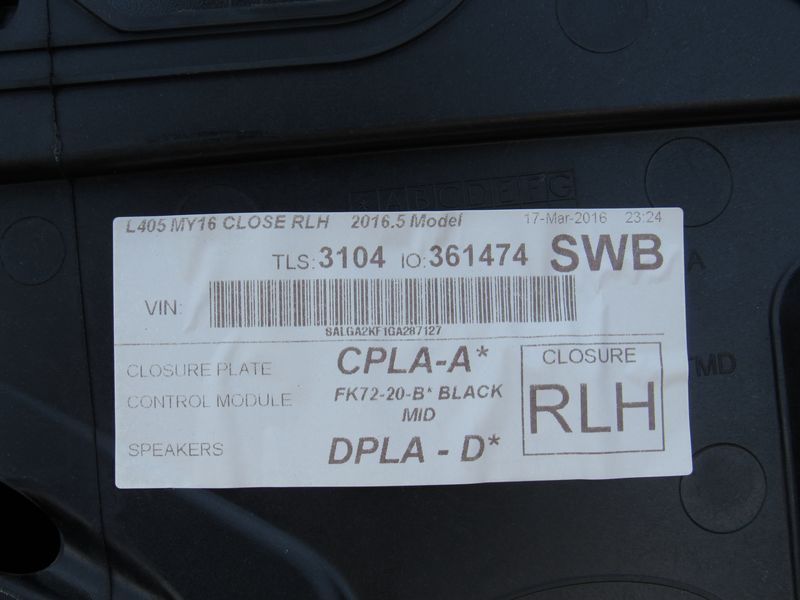 ABCDEFG
L405 MY16 CLOSE RLH 2016.5 Model 17-Mar-2016 23:24
TLS: 3104 IO: 361474 SWB
VIN:
SALGA2KF1GA287127
CLOSURE PLATE CPLA-A*
CONTROL MODULE FK72-20-B* BLACK
MID
SPEAKERS DPLA - D*
CLOSURE
RLH
A
MD